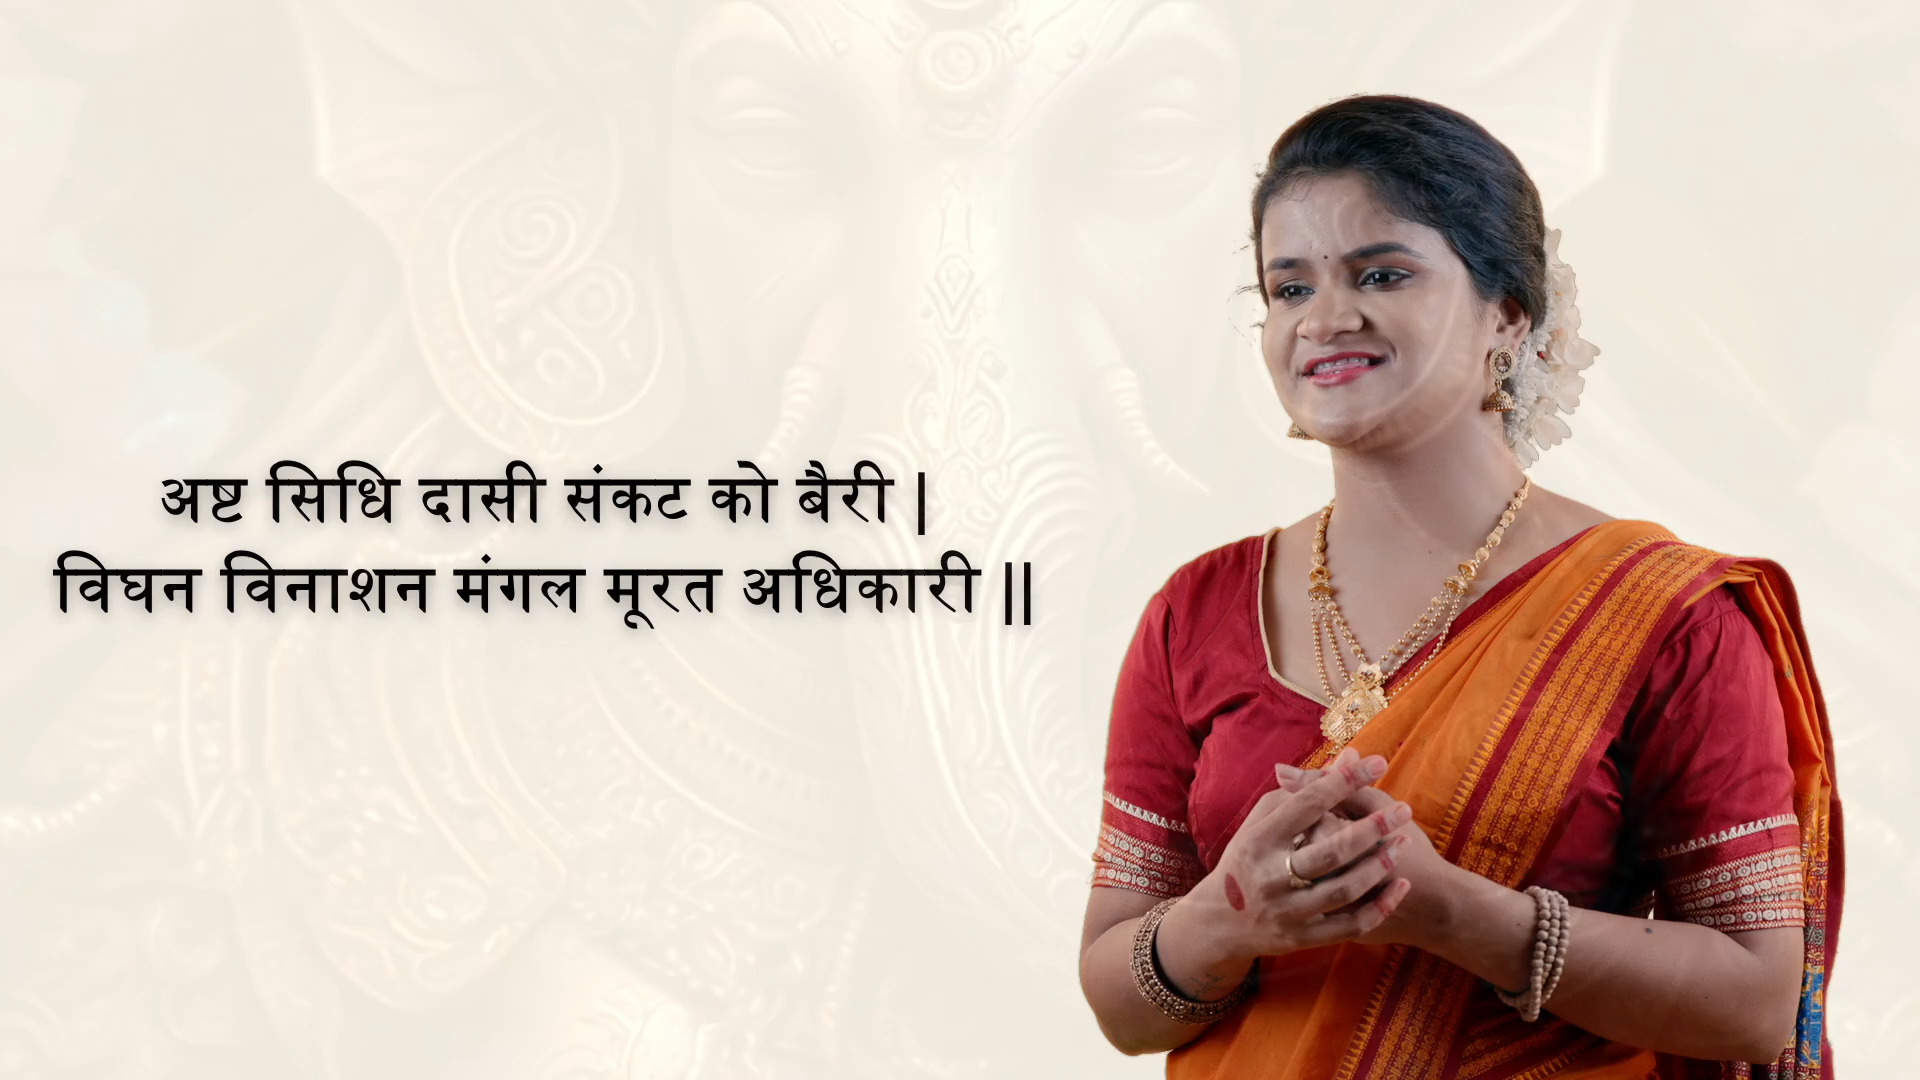 अष्ट सिधि दासी संकट को बैरी |
विघन विनाशन मंगल मूरत अधिकारी ||